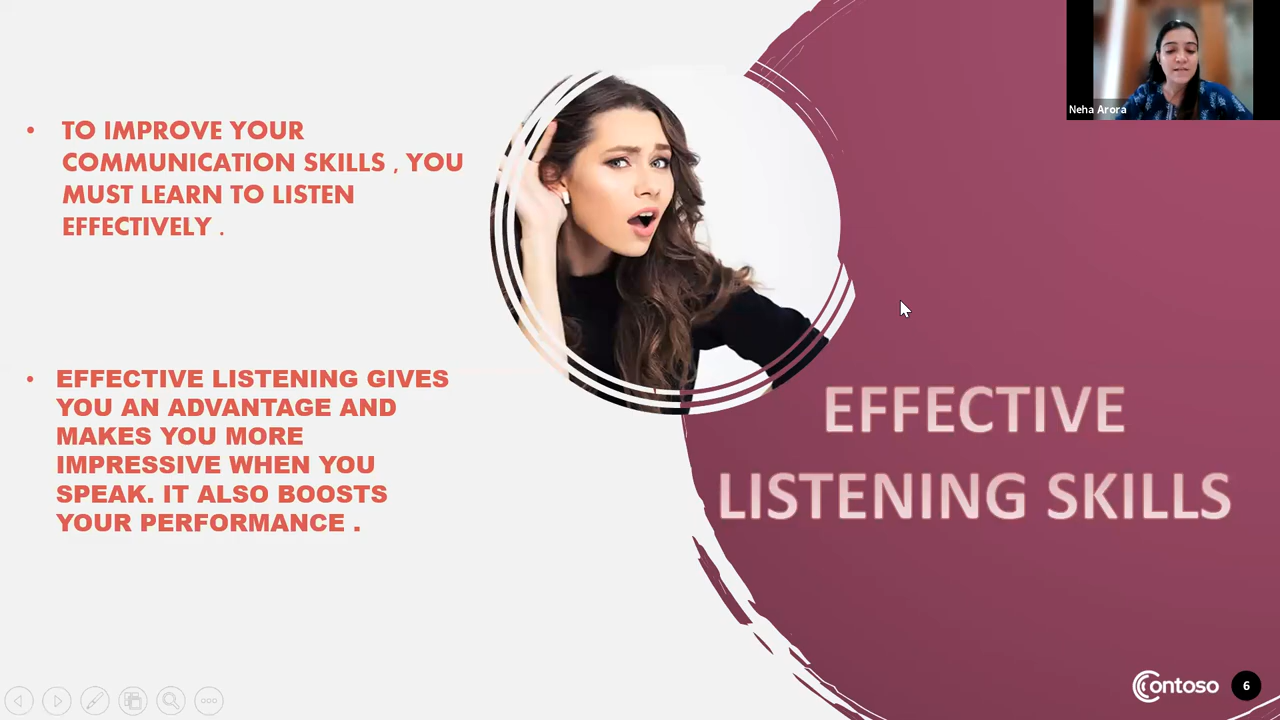 TO IMPROVE YOUR
COMMUNICATION SKILLS , YOU
MUST LEARN TO LISTEN
EFFECTIVELY .
EFFECTIVE LISTENING GIVES
YOU AN ADVANTAGE AND
MAKES YOU MORE
IMPRESSIVE WHEN YOU
SPEAK. IT ALSO BOOSTS
YOUR PERFORMANCE .
Neha Arora
EFFECTIVE
LISTENING SKILLS
Contoso
6